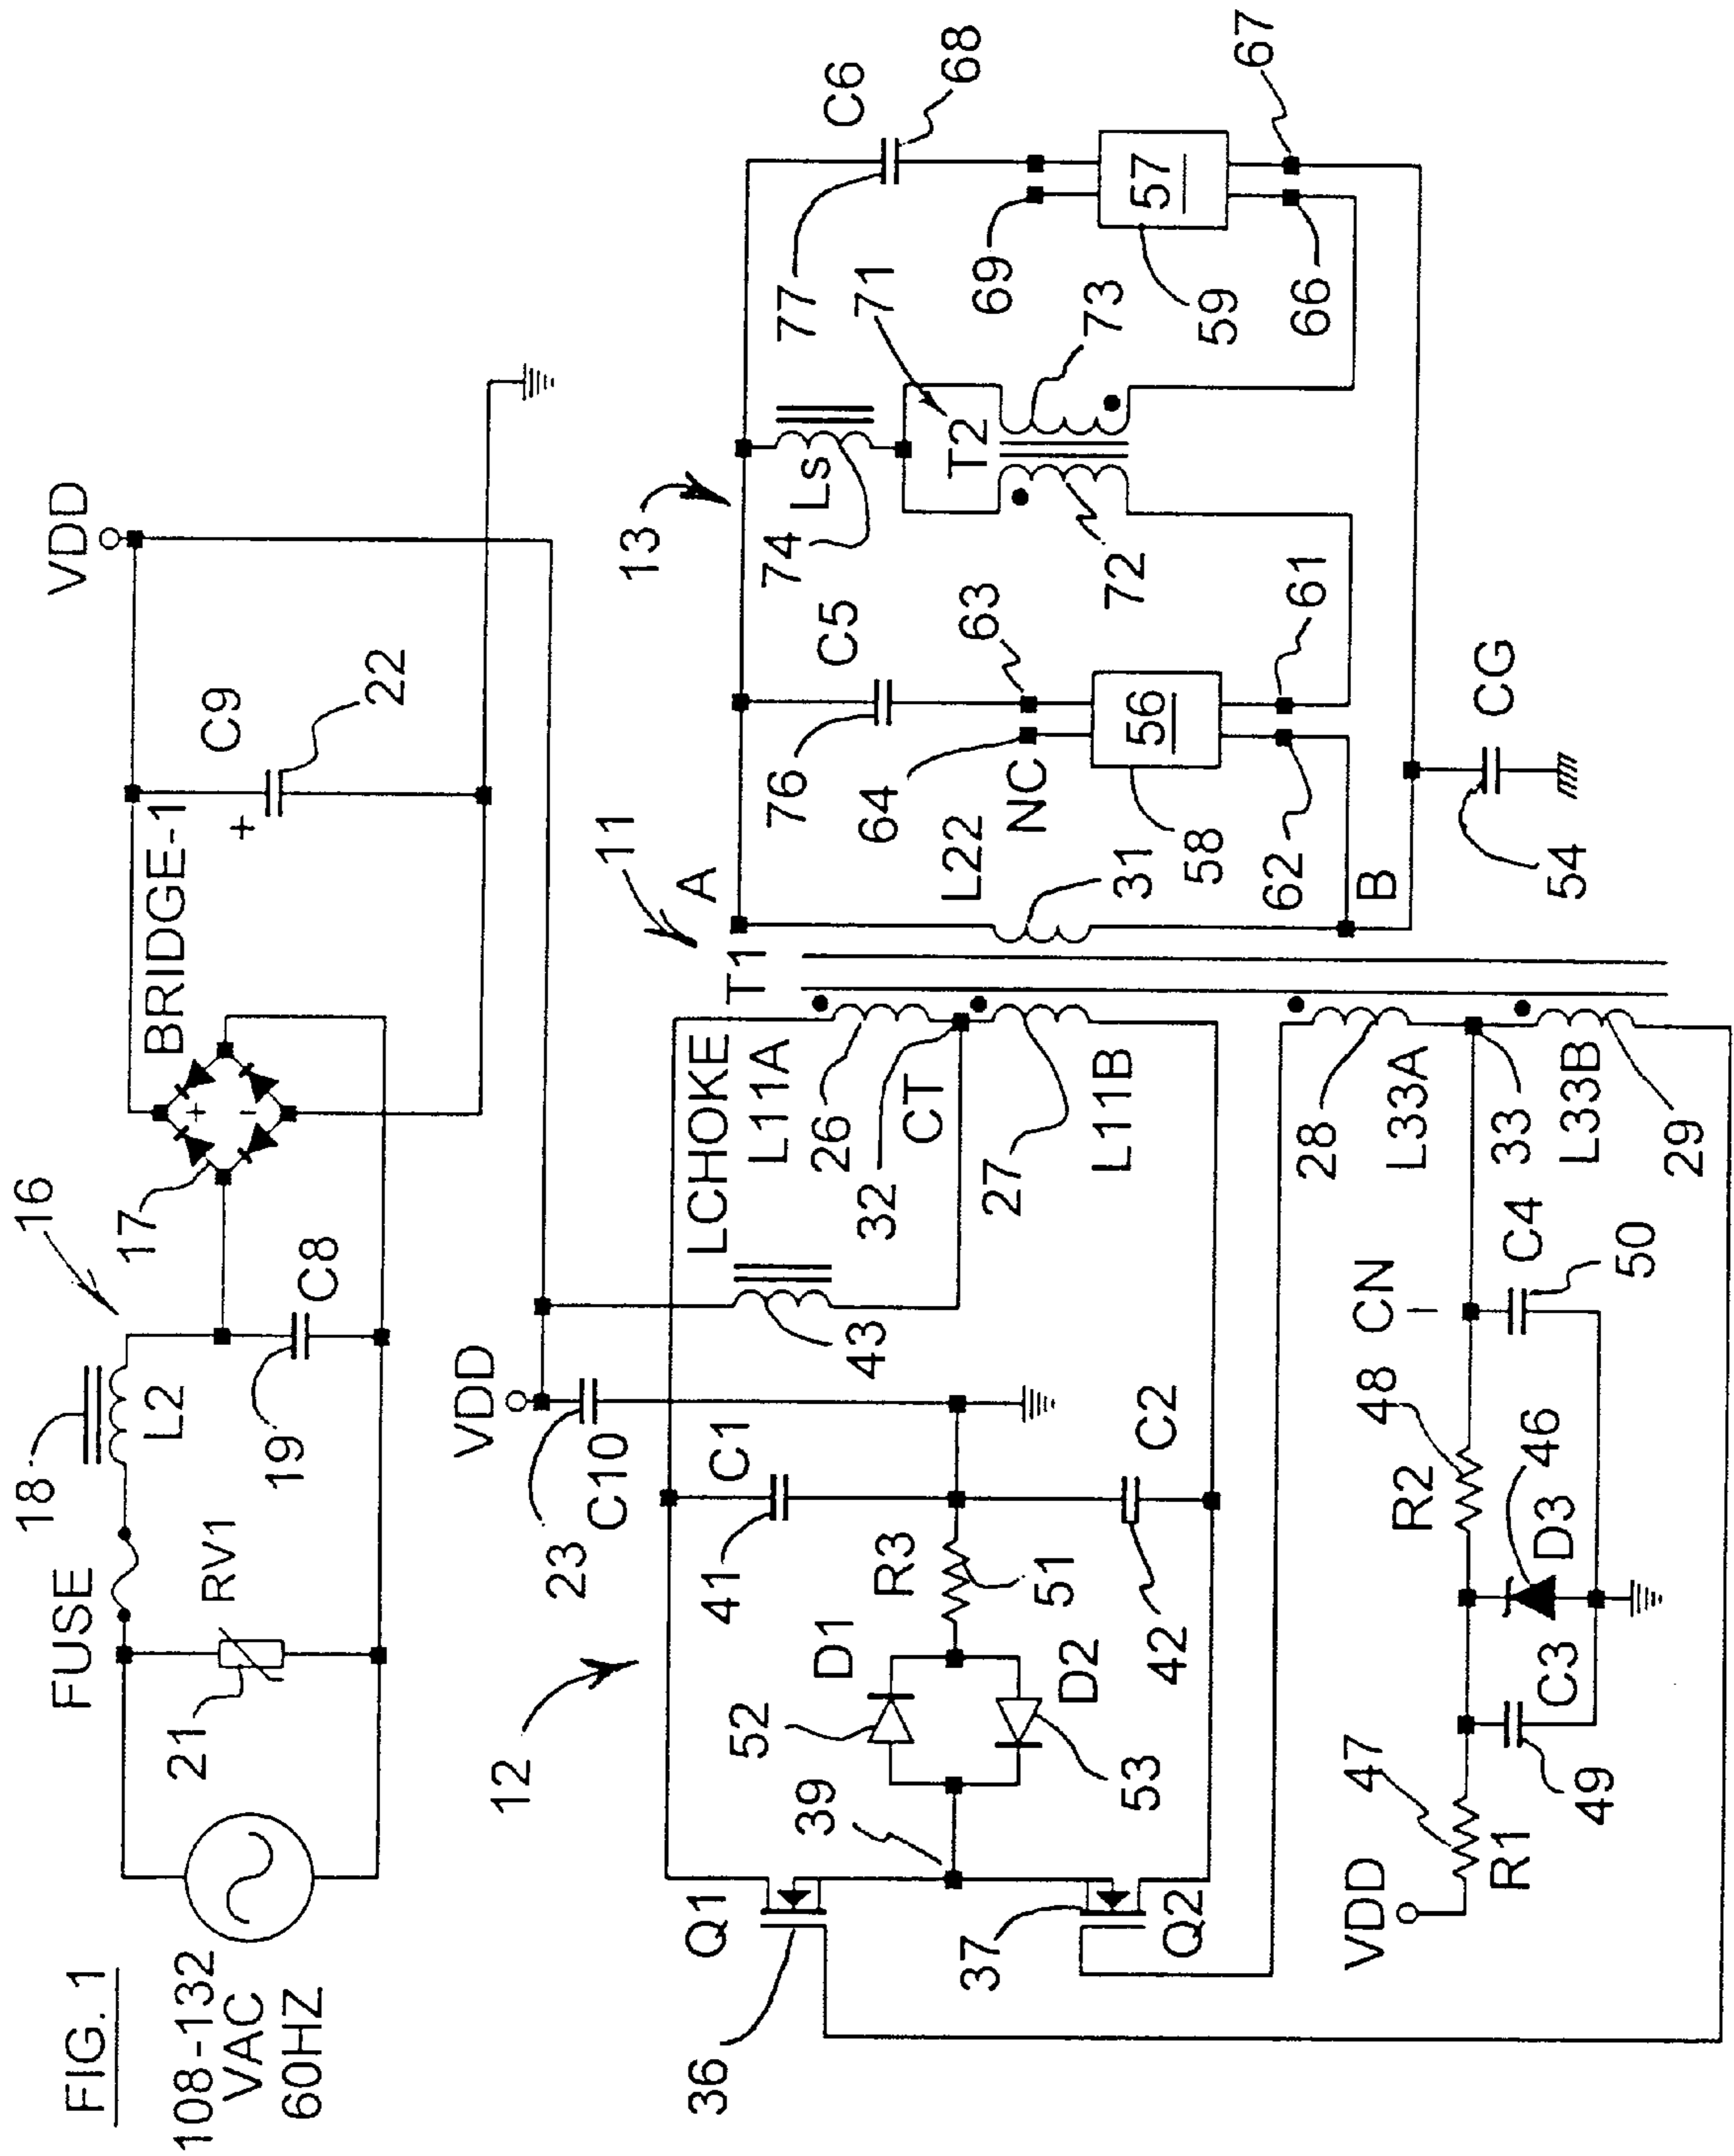 FIG. 1
108-132
VAC
60HZ
FUSE
18
L2
16
RV1
21
19
C8
17
BRIDGE-1
+
-
C9
+
22
VDD
VDD
23
C10
12
Q1
36
37
Q2
39
52
D1
53
D2
R3
51
41
C1
42
C2
43
LCHOKE
L11A
26
32
CT
27
L11B
T1
11
VDD
47
R1
49
C3
D3
46
R2
48
CN
C4
50
28
L33A
33
L33B
29
A
13
L22
31
B
76
C5
64
NC
63
56
58
62
61
54
CG
74
Ls
71
T2
72
73
77
C6
68
69
57
59
66
67